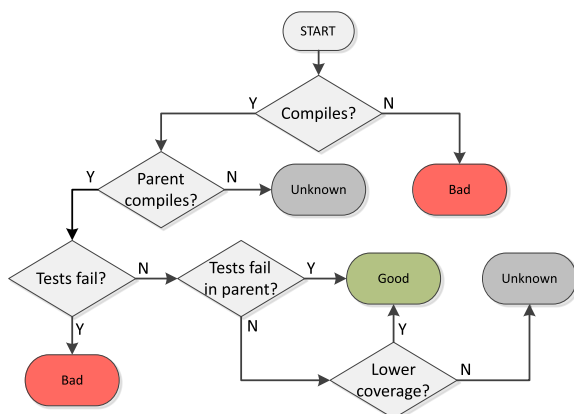 START
Compiles?
Y
N
Parent
compiles?
Y
N
Unknown
Bad
Tests fail?
N
Tests fail
in parent?
Y
Good
Unknown
Y
N
Y
Bad
Lower
coverage?
N